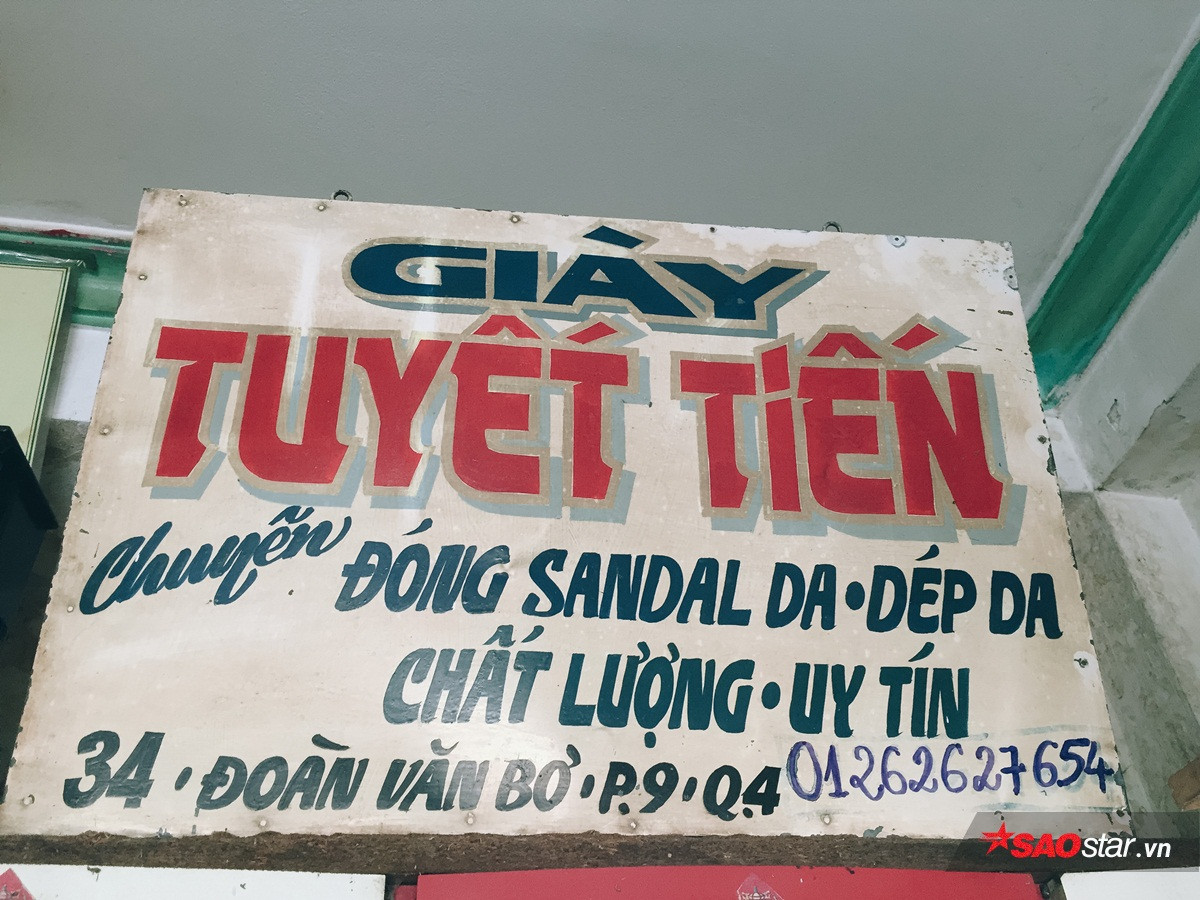 GIÀY
TUYẾT TIẾN
Chuyễn ĐÓNG SANDAL DA • DÉP DA
CHẤT LƯỢNG • UY TÍN
34 • ĐOÀN VĂN BƠ • P.9 • Q.4 01262627654
SAOstar.vn